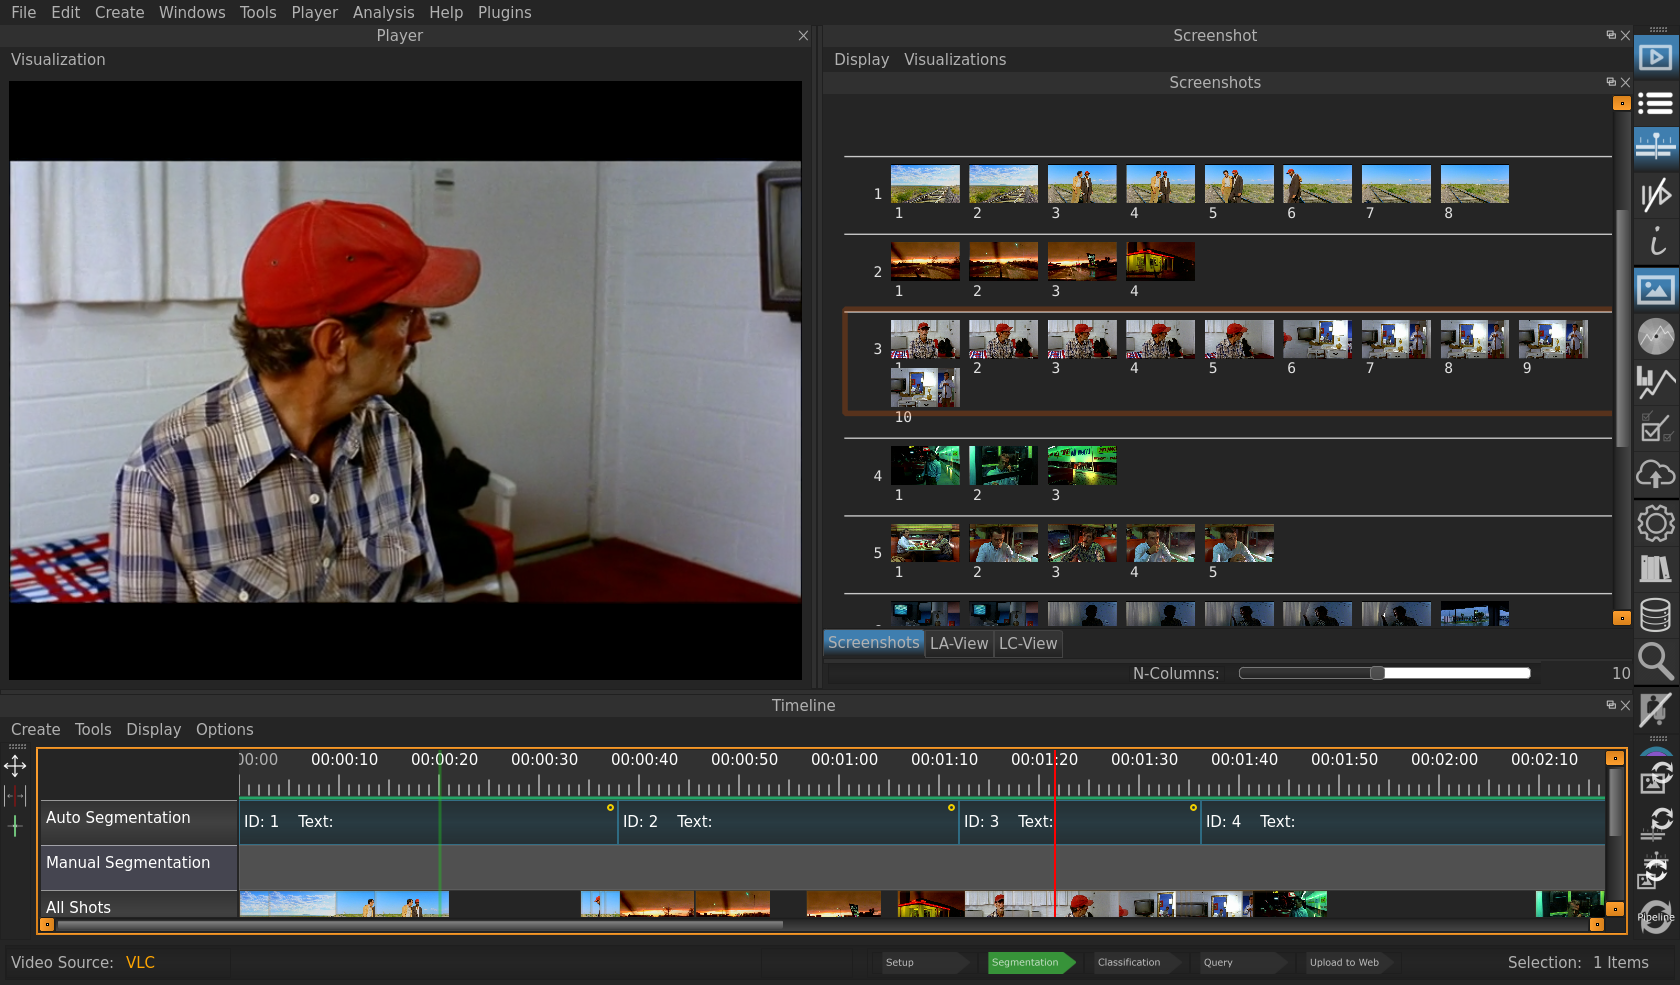 File Edit Create Windows Tools Player Analysis Help Plugins
Player
Visualization
Screenshot
Display Visualizations
Screenshots
1
1 2 3 4 5 6 7 8
2
1 2 3 4
3
1 2 3 4 5 6 7 8 9
10
4
1 2 3
5
1 2 3 4 5
Screenshots LA-View LC-View
N-Columns: 10
Timeline
Create Tools Display Options
00:00 00:00:10 00:00:20 00:00:30 00:00:40 00:00:50 00:01:00 00:01:10 00:01:20 00:01:30 00:01:40 00:01:50 00:02:00 00:02:10
Auto Segmentation
ID: 1 Text: ID: 2 Text: ID: 3 Text: ID: 4 Text:
Manual Segmentation
All Shots
Pipeline
Video Source: VLC
Setup Segmentation Classification Query Upload to Web
Selection: 1 Items